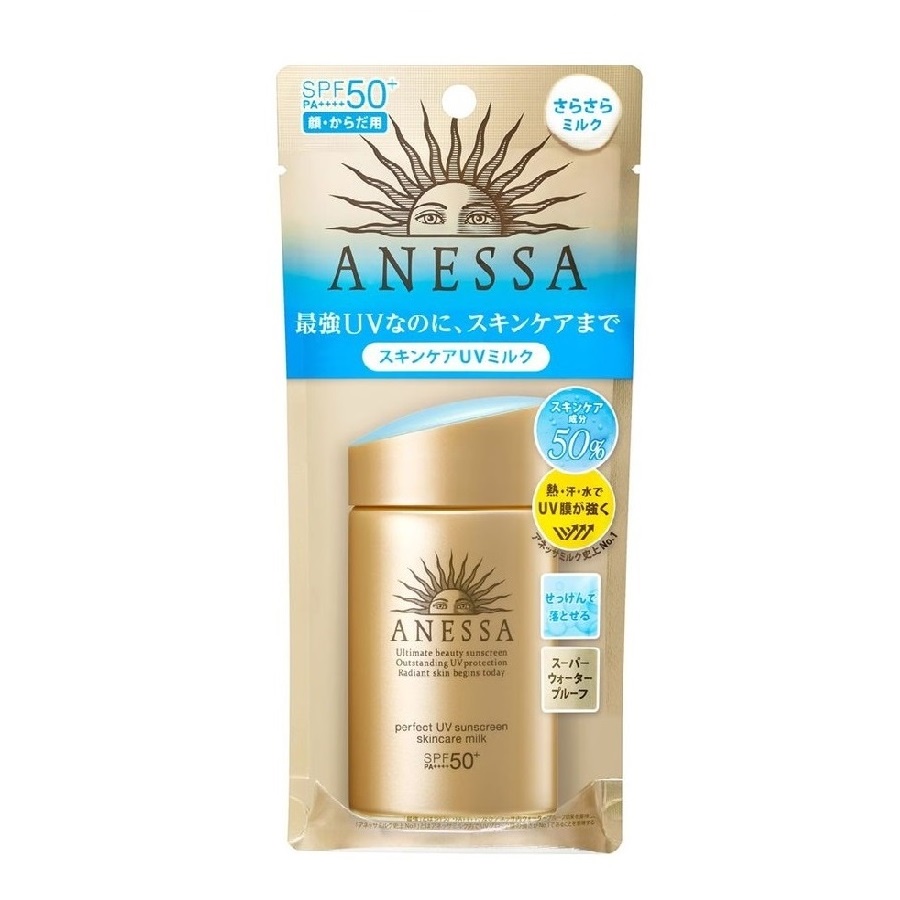 SPF50+
PA++++
顔・からだ用
さらさら
ミルク
ANESSA
最強UVなのに、スキンケアまで
スキンケアUVミルク
スキンケア
成分
50%
熱・汗・水で
UV膜が強く
アネッサミルク史上No.1
せっけんで
落とせる
スーパー
ウォーター
プルーフ
ANESSA
Ultimate beauty sunscreen
Outstanding UV protection
Radiant skin begins today
perfect UV sunscreen
skincare milk
SPF50+
PA++++